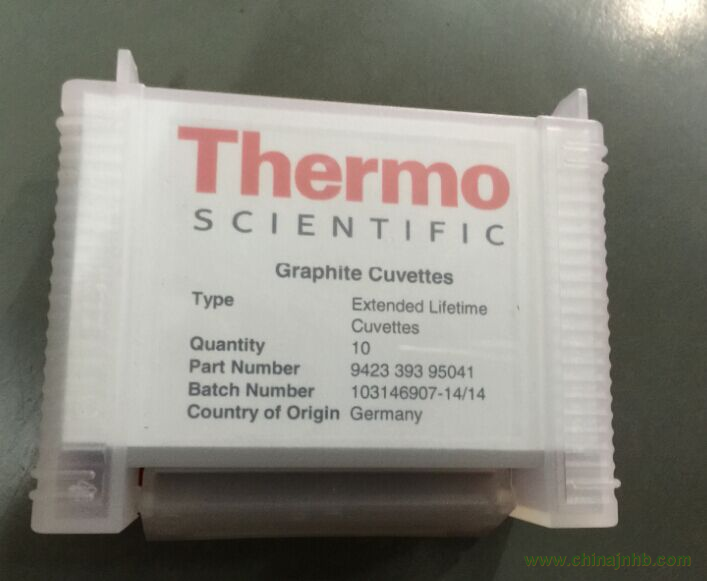 Thermo
SCIENTIFIC
Graphite Cuvettes
Type Extended Lifetime
Cuvettes
Quantity 10
Part Number 9423 393 95041
Batch Number 103146907-14/14
Country of Origin Germany
www.chinajnhb.com